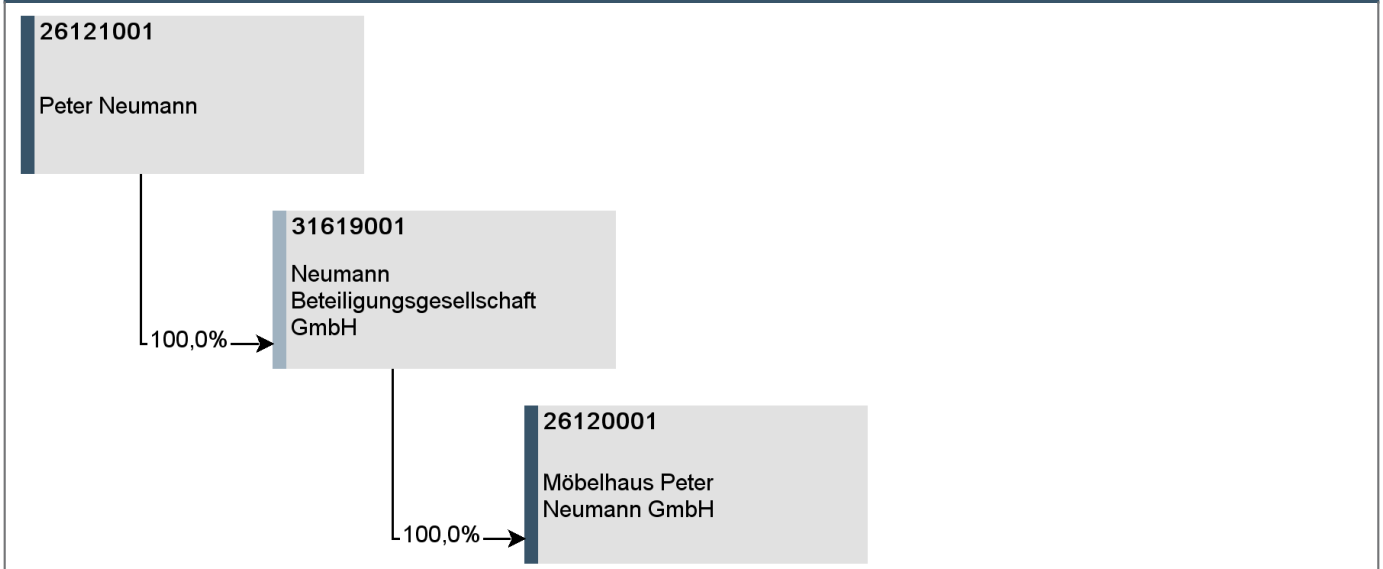 26121001
Peter Neumann
31619001
Neumann
Beteiligungsgesellschaft
GmbH
100,0%
26120001
Möbelhaus Peter
Neumann GmbH
100,0%